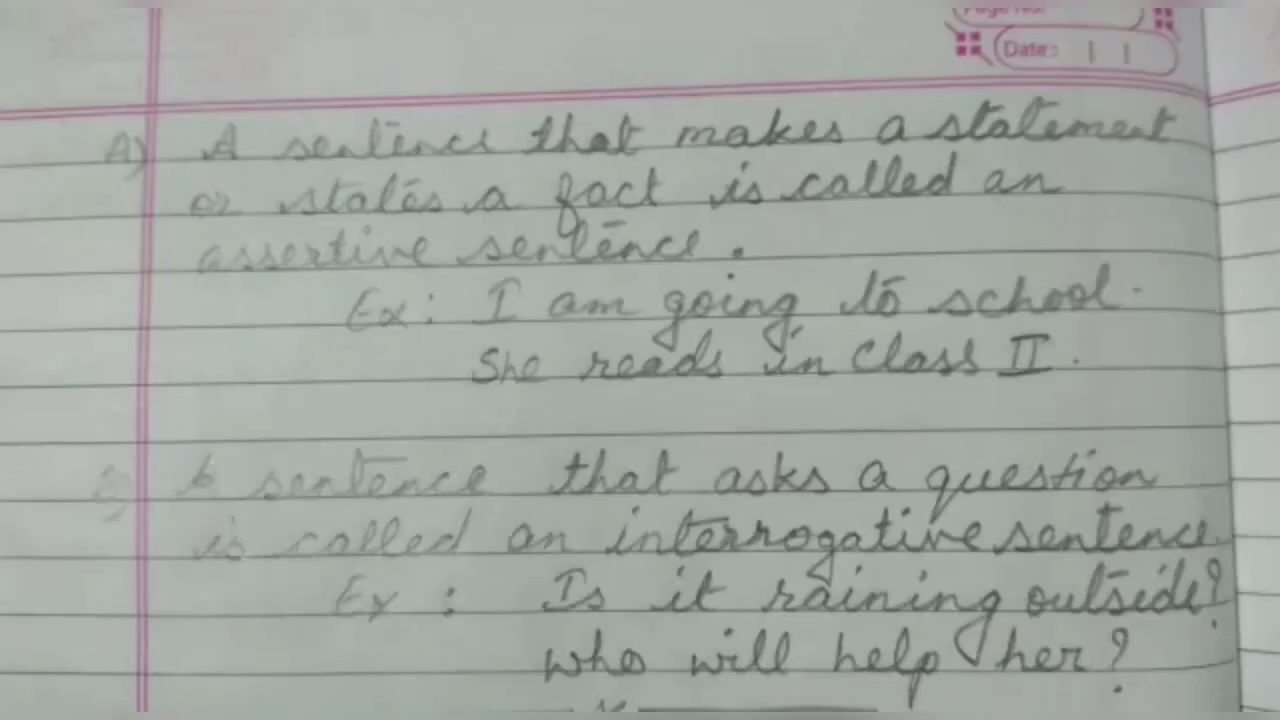 Date:
A) A sentence that makes a statement
or states a fact is called an
assertive sentence.
Ex: I am going to school.
She reads in Class II.
A sentence that asks a question
is called an interrogative sentence.
Ex : Is it raining outside?
who will help her?